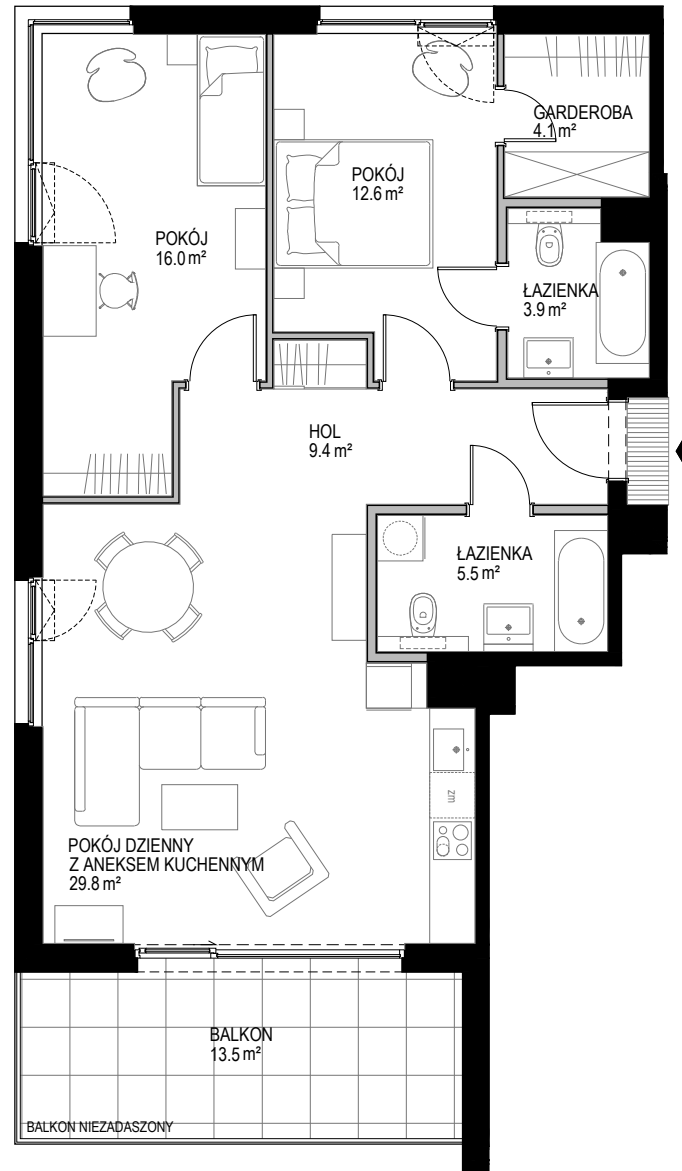 GARDEROBA
4.1 m²
POKÓJ
12.6 m²
POKÓJ
16.0 m²
ŁAZIENKA
3.9 m²
HOL
9.4 m²
ŁAZIENKA
5.5 m²
zm
POKÓJ DZIENNY
Z ANEKSEM KUCHENNYM
29.8 m²
BALKON
13.5 m²
BALKON NIEZADASZONY